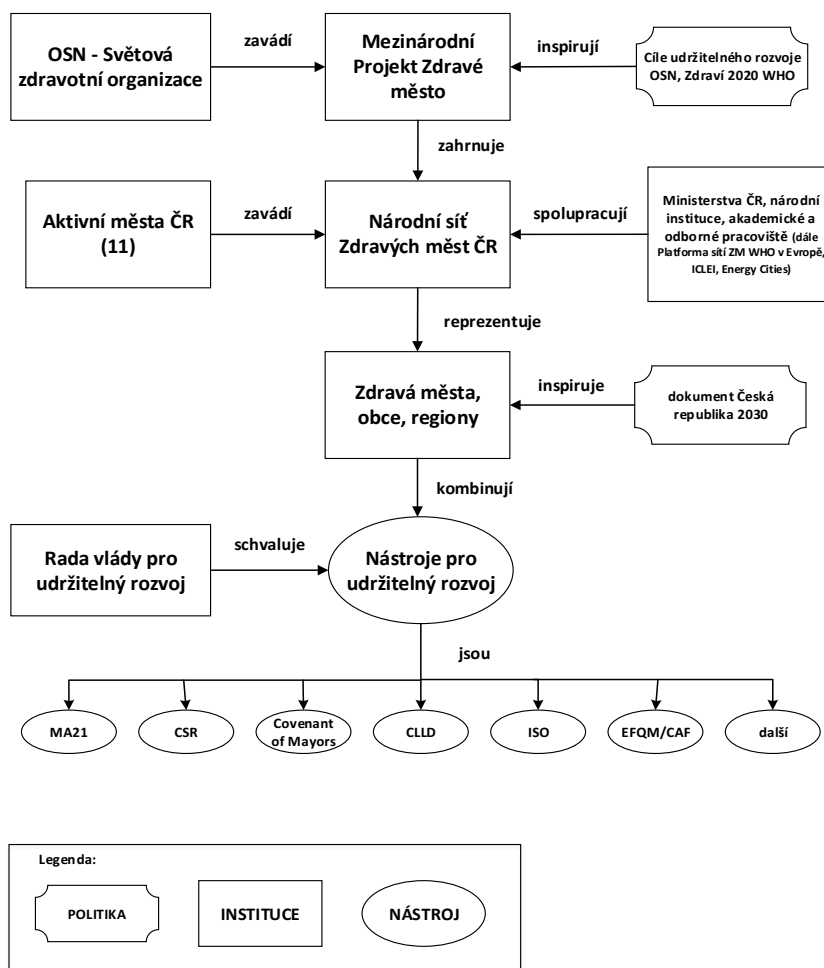 OSN - Světová
zdravotní organizace
zavádí
Mezinárodní
Projekt Zdravé
město
inspirují
Cíle udržitelného rozvoje
OSN, Zdraví 2020 WHO
zahrnuje
Aktivní města ČR
(11)
zavádí
Národní síť
Zdravých měst ČR
spolupracují
Ministerstva ČR, národní
instituce, akademické a
odborné pracoviště (dále
Platforma sítí ZM WHO v Evropě,
ICLEI, Energy Cities)
reprezentuje
Zdravá města,
obce, regiony
inspiruje
dokument Česká
republika 2030
kombinují
Rada vlády pro
udržitelný rozvoj
schvaluje
Nástroje pro
udržitelný rozvoj
jsou
MA21
CSR
Covenant
of Mayors
CLLD
ISO
EFQM/CAF
další
Legenda:
POLITIKA
INSTITUCE
NÁSTROJ